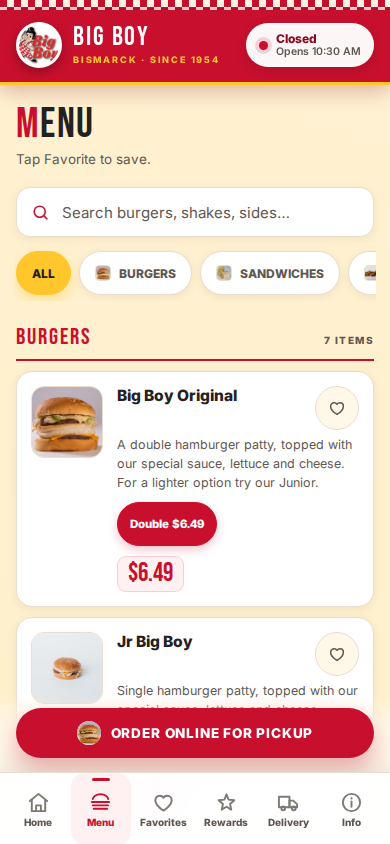 Big Boy
BIG BOY
BISMARCK · SINCE 1954
Closed
Opens 10:30 AM
MENU
Tap Favorite to save.
Search burgers, shakes, sides...
ALL
BURGERS
SANDWICHES
BURGERS
7 ITEMS
Big Boy Original
A double hamburger patty, topped with
our special sauce, lettuce and cheese.
For a lighter option try our Junior.
Double $6.49
$6.49
Jr Big Boy
Single hamburger patty, topped with our
ORDER ONLINE FOR PICKUP
Home
Menu
Favorites
Rewards
Delivery
Info